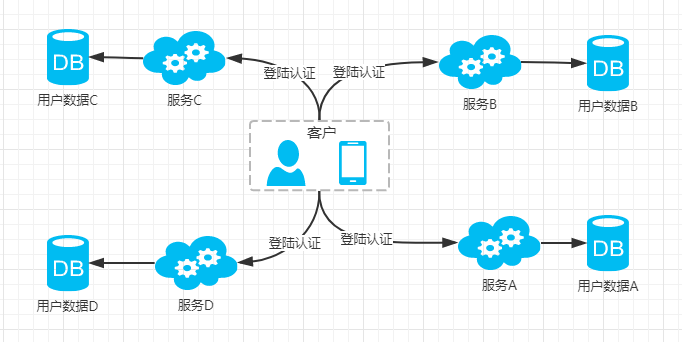 DB
用户数据C
服务C
登陆认证
登陆认证
服务B
DB
用户数据B
客户
DB
用户数据D
服务D
登陆认证
登陆认证
服务A
DB
用户数据A